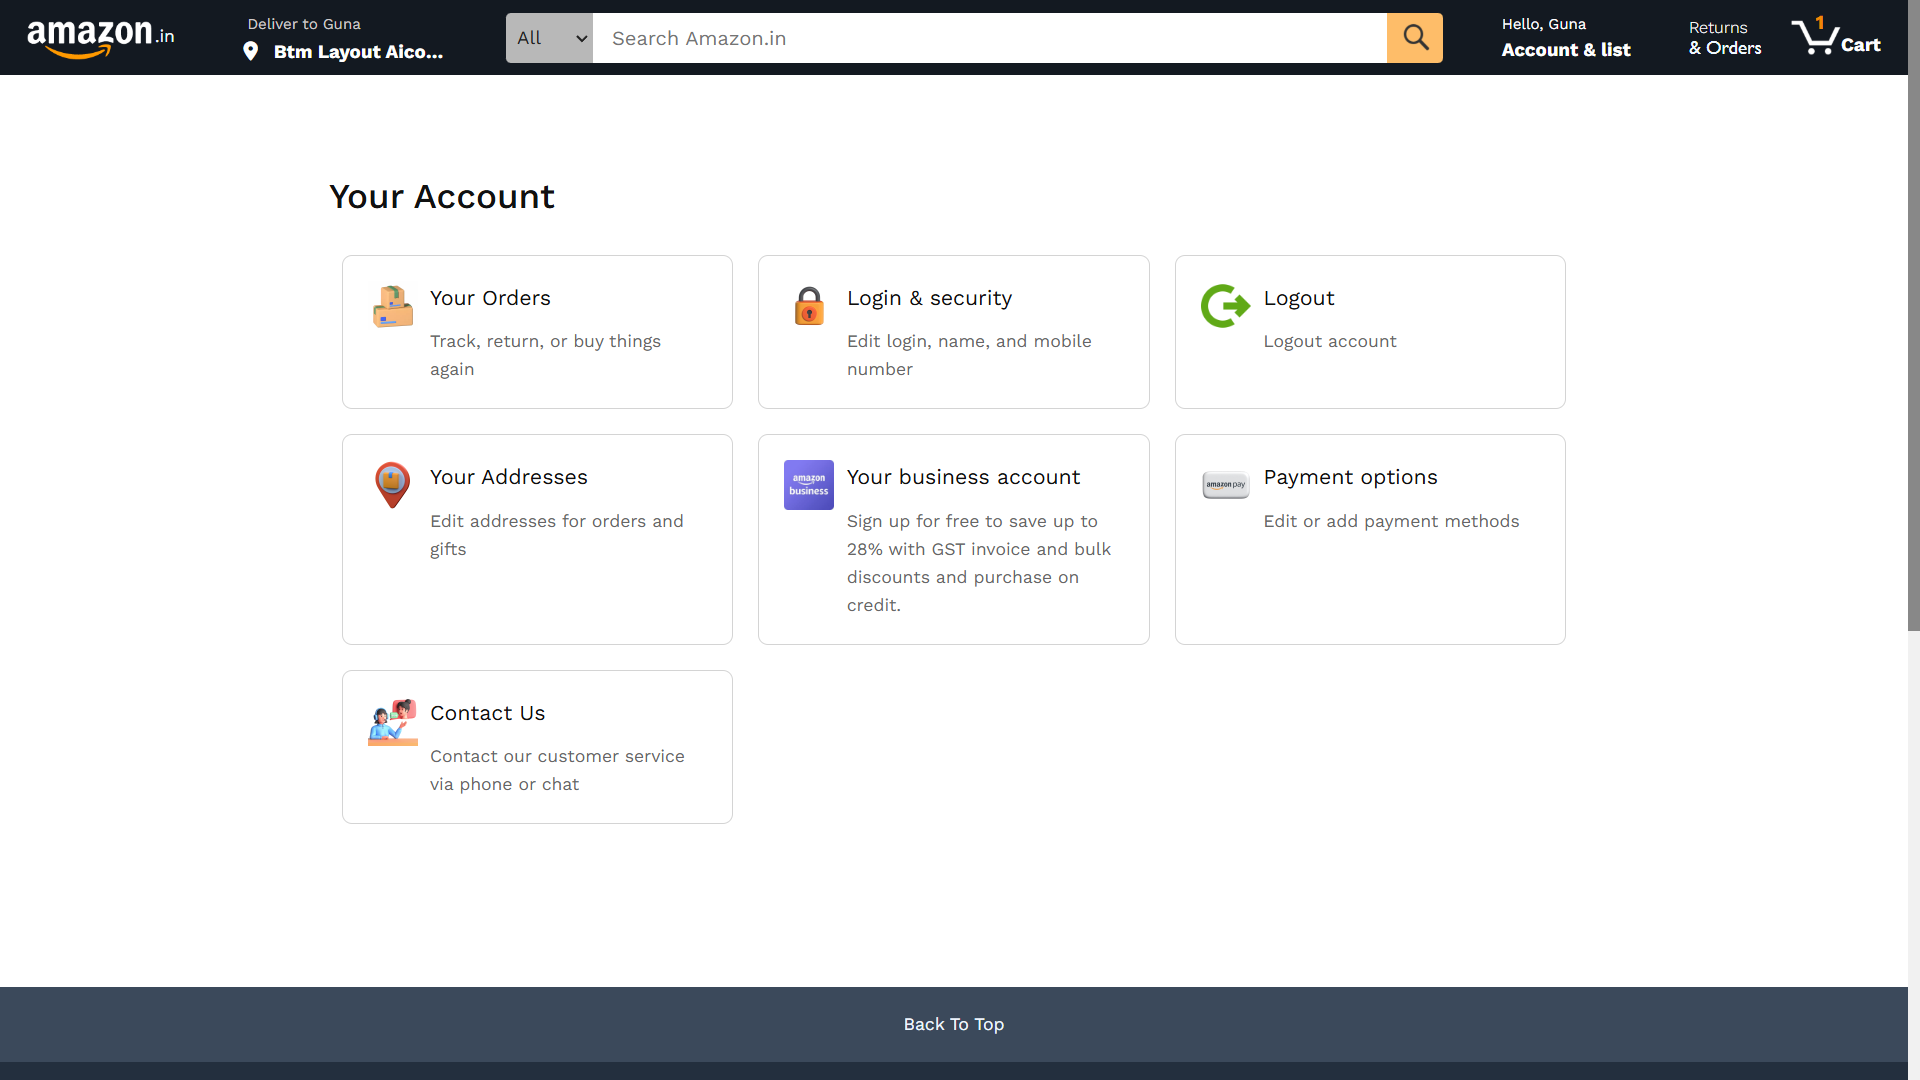 amazon.in
Deliver to Guna
Btm Layout Aico...
All
Search Amazon.in
Hello, Guna
Account & list
Returns
& Orders
1
Cart
Your Account
Your Orders
Track, return, or buy things
again
Login & security
Edit login, name, and mobile
number
Logout
Logout account
Your Addresses
Edit addresses for orders and
gifts
amazon
business
Your business account
Sign up for free to save up to
28% with GST invoice and bulk
discounts and purchase on
credit.
amazon pay
Payment options
Edit or add payment methods
Contact Us
Contact our customer service
via phone or chat
Back To Top